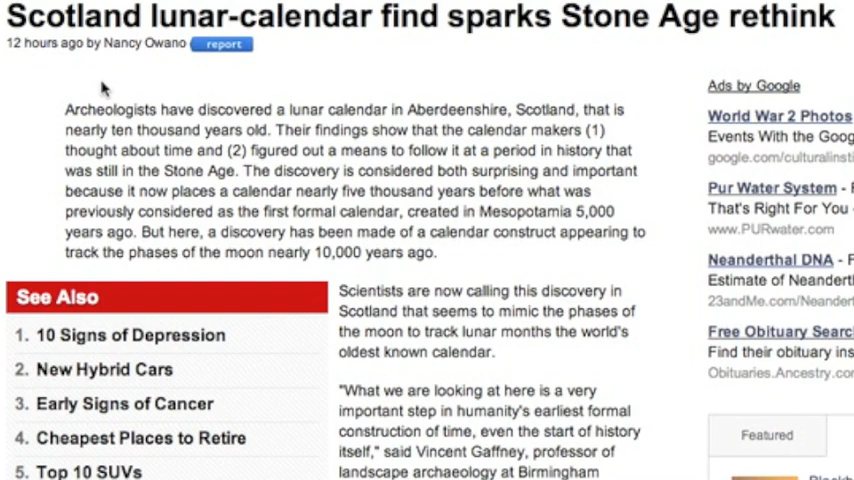 Scotland lunar-calendar find sparks Stone Age rethink
12 hours ago by Nancy Owano report
Archeologists have discovered a lunar calendar in Aberdeenshire, Scotland, that is
nearly ten thousand years old. Their findings show that the calendar makers (1)
thought about time and (2) figured out a means to follow it at a period in history that
was still in the Stone Age. The discovery is considered both surprising and important
because it now places a calendar nearly five thousand years before what was
previously considered as the first formal calendar, created in Mesopotamia 5,000
years ago. But here, a discovery has been made of a calendar construct appearing to
track the phases of the moon nearly 10,000 years ago.
See Also
1. 10 Signs of Depression
2. New Hybrid Cars
3. Early Signs of Cancer
4. Cheapest Places to Retire
5. Top 10 SUVs
Scientists are now calling this discovery in
Scotland that seems to mimic the phases of
the moon to track lunar months the world's
oldest known calendar.
"What we are looking at here is a very
important step in humanity's earliest formal
construction of time, even the start of history
itself," said Vincent Gaffney, professor of
landscape archaeology at Birmingham
Ads by Google
World War 2 Photos
Events With the Goog
google.com/culturalinsti
Pur Water System -
That's Right For You
www.PURwater.com
Neanderthal DNA -
Estimate of Neandert
23andMe.com/Neandert
Free Obituary Searc
Find their obituary ins
Obituaries.Ancestry.cor
Featured